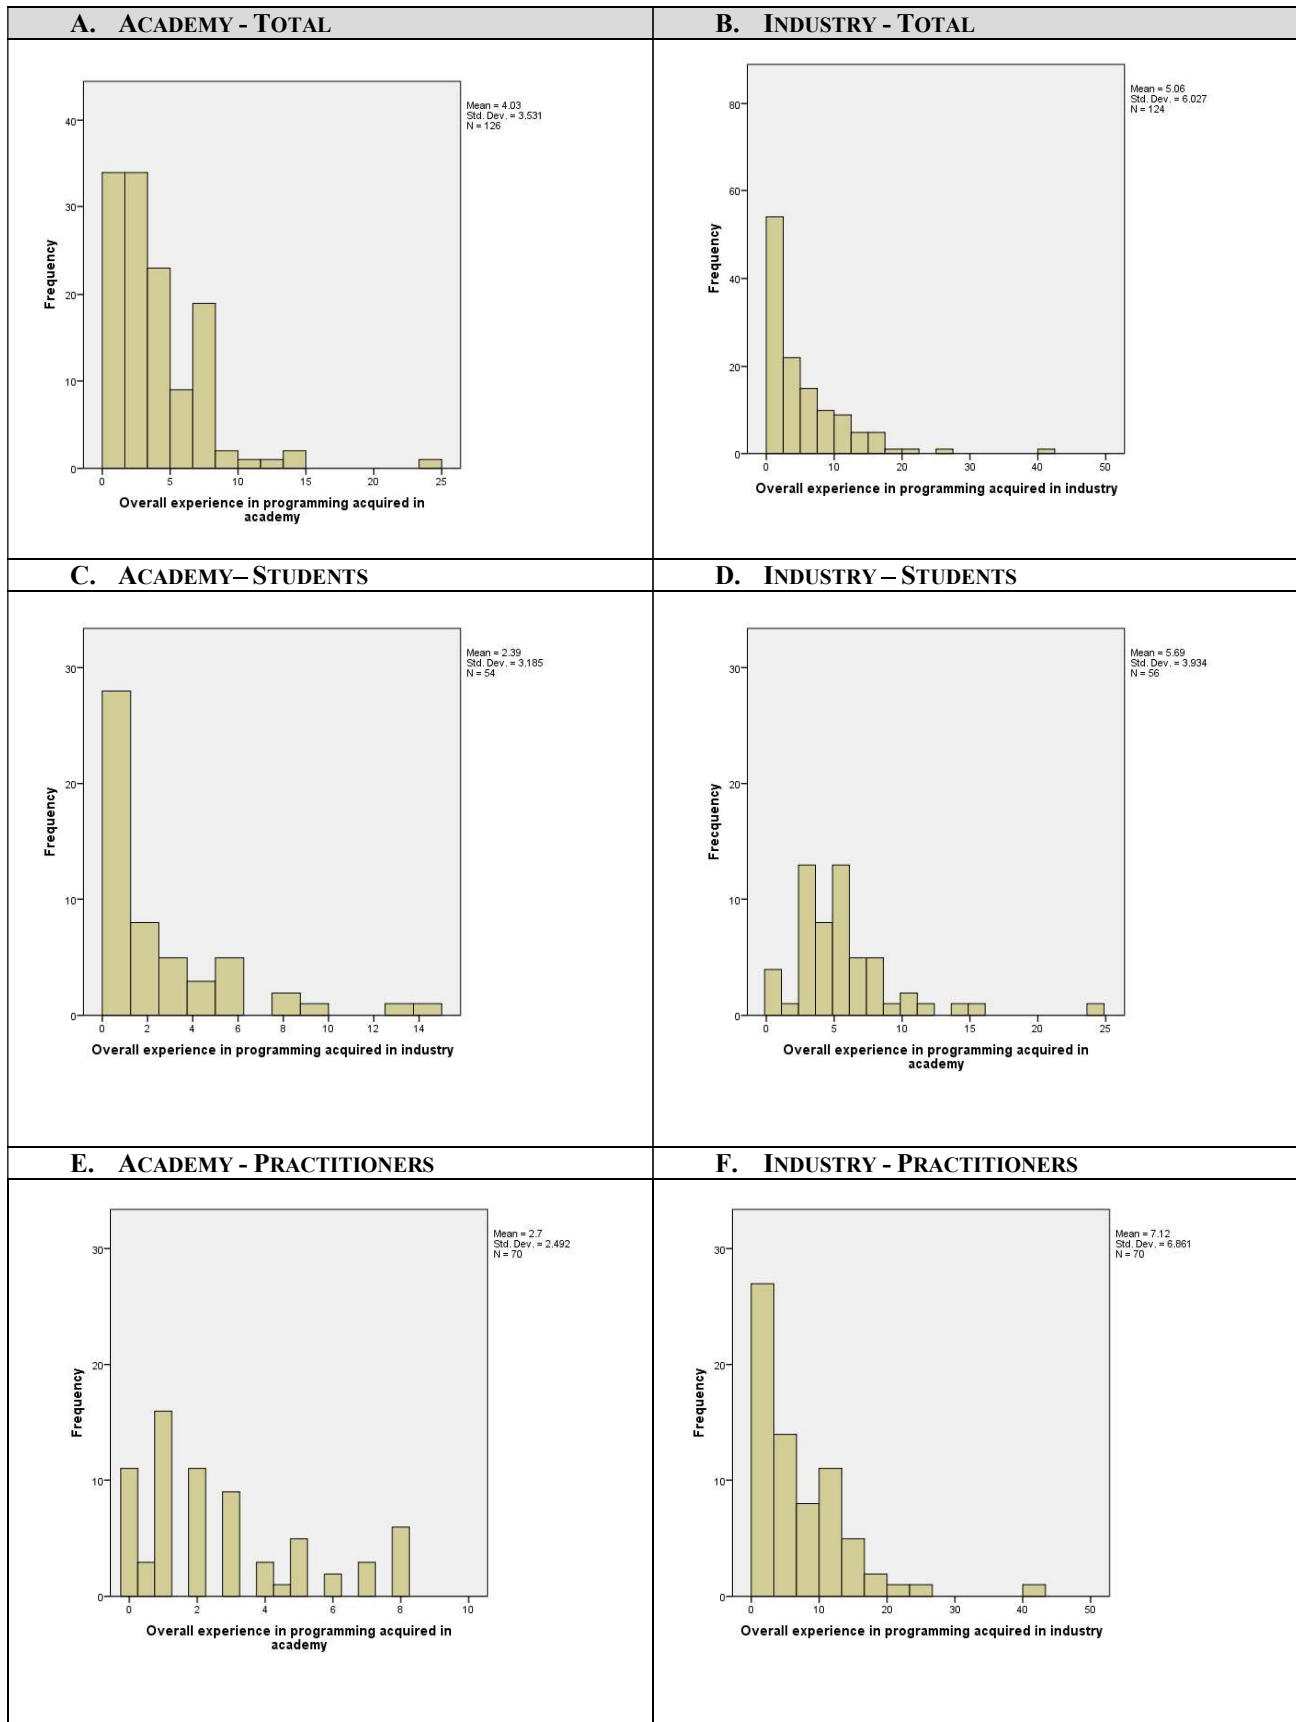 A. ACADEMY - TOTAL
B. INDUSTRY - TOTAL
Mean = 4.03
Std. Dev. = 3.531
N = 126
40
30
20
10
0
Frequency
0 5 10 15 20 25
Overall experience in programming acquired in
academy
Mean = 5.06
Std. Dev. = 6.027
N = 124
80
60
40
20
0
Frequency
0 10 20 30 40 50
Overall experience in programming acquired in industry
C. ACADEMY– STUDENTS
D. INDUSTRY – STUDENTS
Mean = 2.39
Std. Dev. = 3.185
N = 54
30
20
10
0
Frequency
0 2 4 6 8 10 12 14
Overall experience in programming acquired in industry
Mean = 5.69
Std. Dev. = 3.934
N = 56
30
20
10
0
Frecquency
0 5 10 15 20 25
Overall experience in programming acquired in
academy
E. ACADEMY - PRACTITIONERS
F. INDUSTRY - PRACTITIONERS
Mean = 2.7
Std. Dev. = 2.492
N = 70
30
20
10
0
Frequency
0 2 4 6 8 10
Overall experience in programming acquired in
academy
Mean = 7.12
Std. Dev. = 6.861
N = 70
30
20
10
0
Frequency
0 10 20 30 40 50
Overall experience in programming acquired in industry